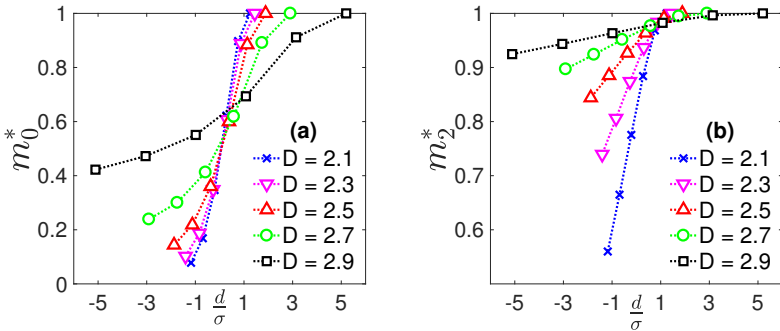 m₀*
1
0.8
0.6
0.4
0.2
0
(a)
D = 2.1
D = 2.3
D = 2.5
D = 2.7
D = 2.9
-5 -3 -1 d/σ 1 3 5
m₂*
1
0.9
0.8
0.7
0.6
(b)
D = 2.1
D = 2.3
D = 2.5
D = 2.7
D = 2.9
-5 -3 -1 d/σ 1 3 5